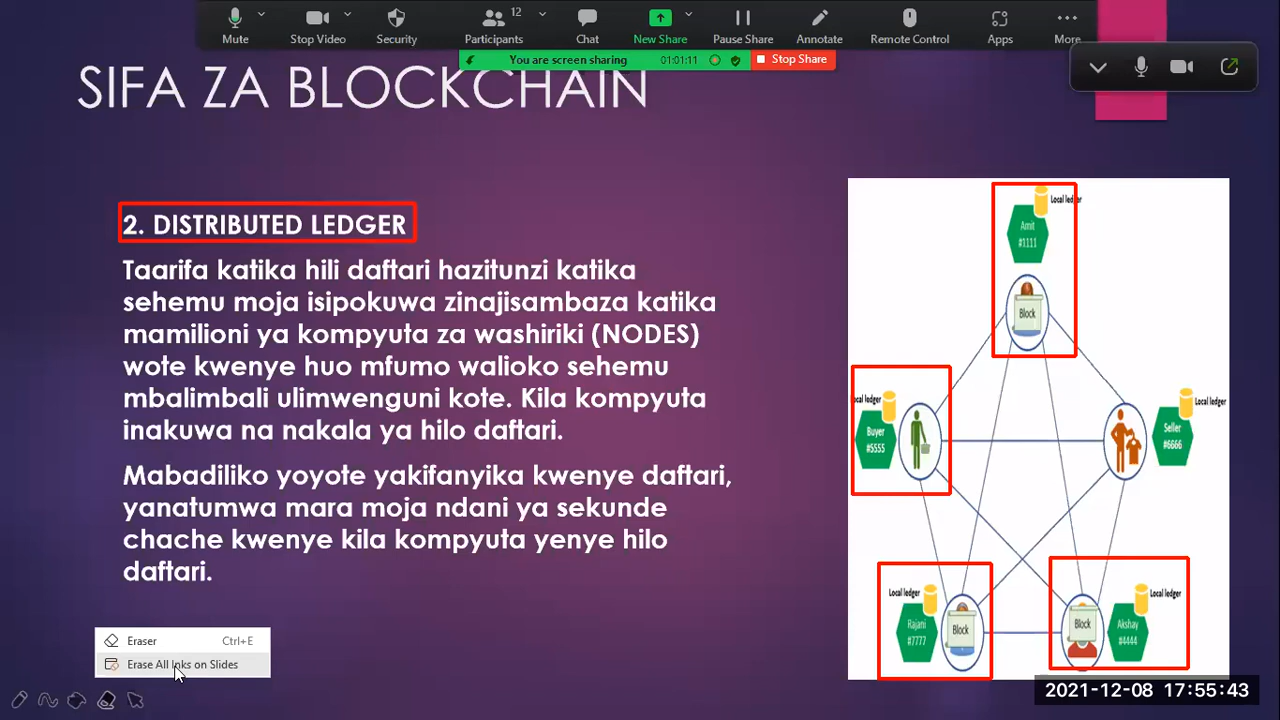 Mute
Stop Video
Security
Participants
12
Chat
New Share
Pause Share
Annotate
Remote Control
Apps
More
You are screen sharing
01:01:11
Stop Share
SIFA ZA BLOCKCHAIN
2. DISTRIBUTED LEDGER
Taarifa katika hili daftari hazitunzi katika
sehemu moja isipokuwa zinajisambaza katika
mamilioni ya kompyuta za washiriki (NODES)
wote kwenye huo mfumo walioko sehemu
mbalimbali ulimwenguni kote. Kila kompyuta
inakuwa na nakala ya hilo daftari.
Mabadiliko yoyote yakifanyika kwenye daftari,
yanatumwa mara moja ndani ya sekunde
chache kwenye kila kompyuta yenye hilo
daftari.
Local ledger
Amit
#1111
Block
Local ledger
Buyer
#5555
Local ledger
Seller
#6666
Local ledger
Rajani
#7777
Block
Local ledger
Block
Akshay
#4444
Eraser
Ctrl+E
Erase All Inks on Slides
2021-12-08 17:55:43